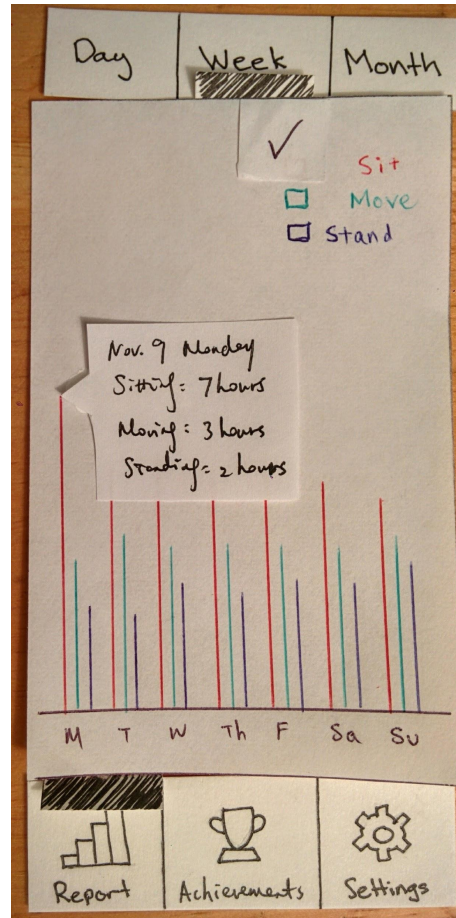 Day Week Month
Sit
Move
Stand
Nov. 9 Monday
Sitting = 7 hours
Moving = 3 hours
Standing = 2 hours
M T W Th F Sa Su
Report Achievements Settings